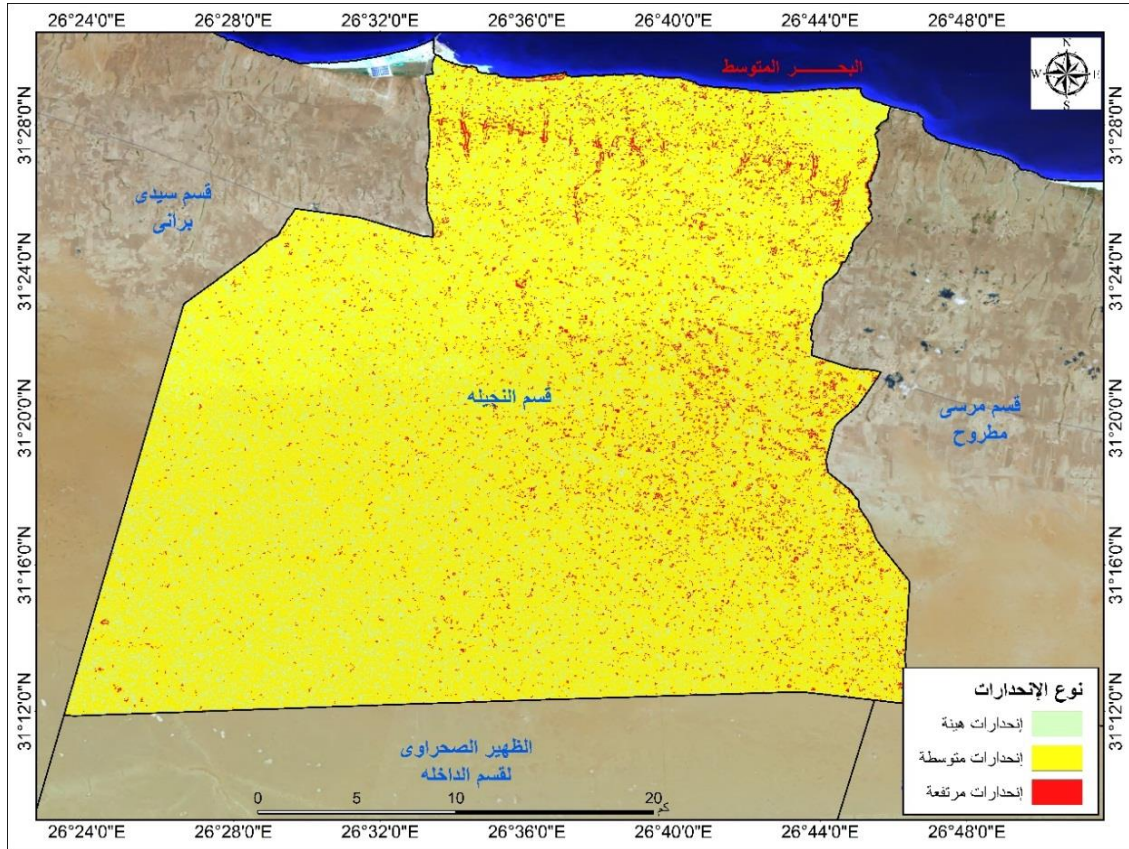 26°24'0"E 26°28'0"E 26°32'0"E 26°36'0"E 26°40'0"E 26°44'0"E 26°48'0"E
البحـــــر المتوسط
N
W E
S
31°28'0"N 31°28'0"N
قسم سيدى
برانى
31°24'0"N 31°24'0"N
قسم النجيله
قسم مرسى
مطروح
31°20'0"N 31°20'0"N
31°16'0"N 31°16'0"N
31°12'0"N 31°12'0"N
نوع الإنحدارات
إنحدارات هينة
إنحدارات متوسطة
إنحدارات مرتفعة
الظهير الصحراوى
لقسم الداخله
0 5 10 20
كم
26°24'0"E 26°28'0"E 26°32'0"E 26°36'0"E 26°40'0"E 26°44'0"E 26°48'0"E